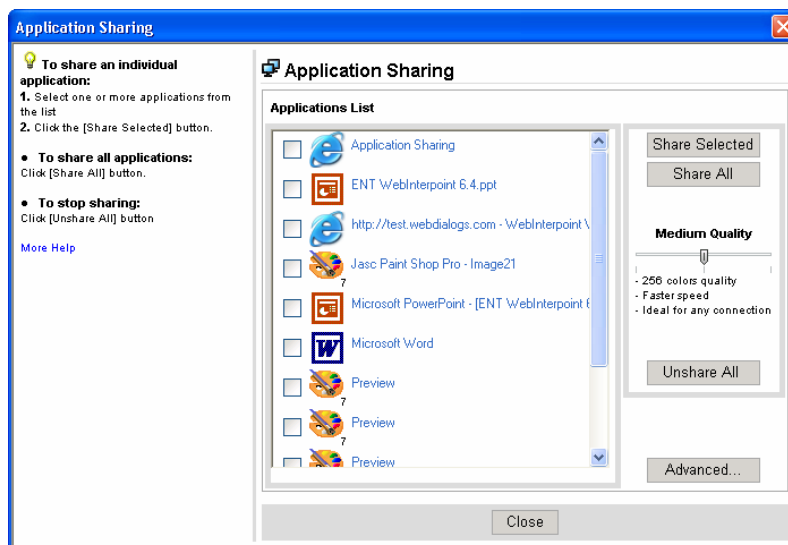 Application Sharing
To share an individual
application:
1. Select one or more applications from
the list
2. Click the [Share Selected] button.
• To share all applications:
Click [Share All] button.
• To stop sharing:
Click [Unshare All] button
More Help
Application Sharing
Applications List
Application Sharing
ENT WebInterpoint 6.4.ppt
http://test.webdialogs.com - WebInterpoint \
Jasc Paint Shop Pro - Image21
7
Microsoft PowerPoint - [ENT WebInterpoint 6
Microsoft Word
Preview
7
Preview
7
Preview
Share Selected
Share All
Medium Quality
- 256 colors quality
- Faster speed
- Ideal for any connection
Unshare All
Advanced...
Close